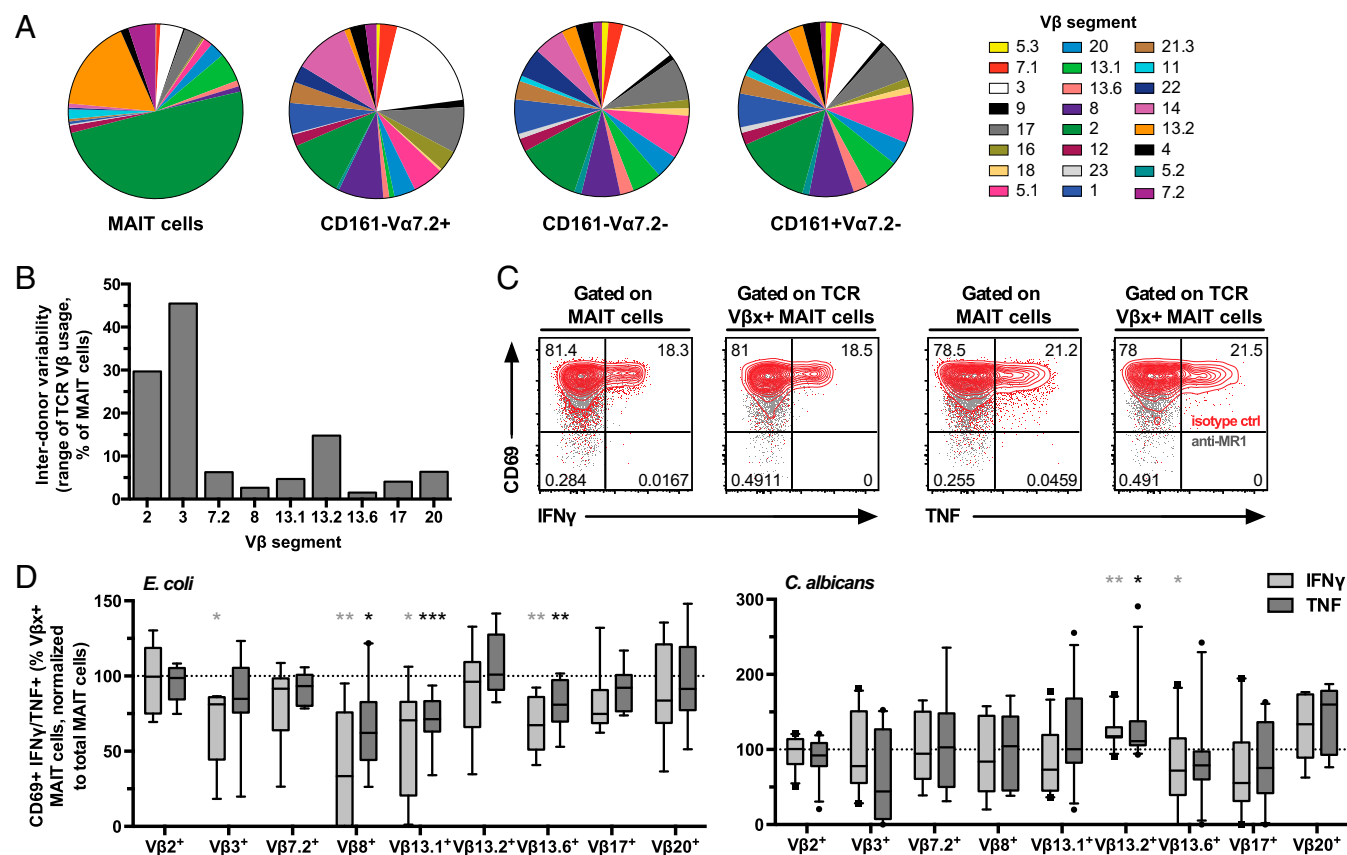 A
MAIT cells
CD161-Vα7.2+
CD161-Vα7.2-
CD161+Vα7.2-
Vβ segment
5.3 20 21.3
7.1 13.1 11
3 13.6 22
9 8 14
17 2 13.2
16 12 4
18 23 5.2
5.1 1 7.2
B
Inter-donor variability
(range of TCR Vβ usage,
% of MAIT cells)
50
40
30
20
10
0
2 3 7.2 8 13.1 13.2 13.6 17 20
Vβ segment
C
Gated on
MAIT cells
Gated on TCR
Vβx+ MAIT cells
Gated on
MAIT cells
Gated on TCR
Vβx+ MAIT cells
81.4 18.3
81 18.5
78.5 21.2
78 21.5
isotype ctrl
anti-MR1
0.284 0.0167
0.4911 0
0.255 0.0459
0.491 0
CD69
IFNγ
TNF
D
E. coli
CD69+ IFNγ/TNF+ (% Vβx+
MAIT cells, normalized
to total MAIT cells)
150
100
50
0
* ** * * *** ** **
Vβ2+ Vβ3+ Vβ7.2+ Vβ8+ Vβ13.1+ Vβ13.2+ Vβ13.6+ Vβ17+ Vβ20+
C. albicans
300
200
100
0
** * *
Vβ2+ Vβ3+ Vβ7.2+ Vβ8+ Vβ13.1+ Vβ13.2+ Vβ13.6+ Vβ17+ Vβ20+
IFNγ
TNF